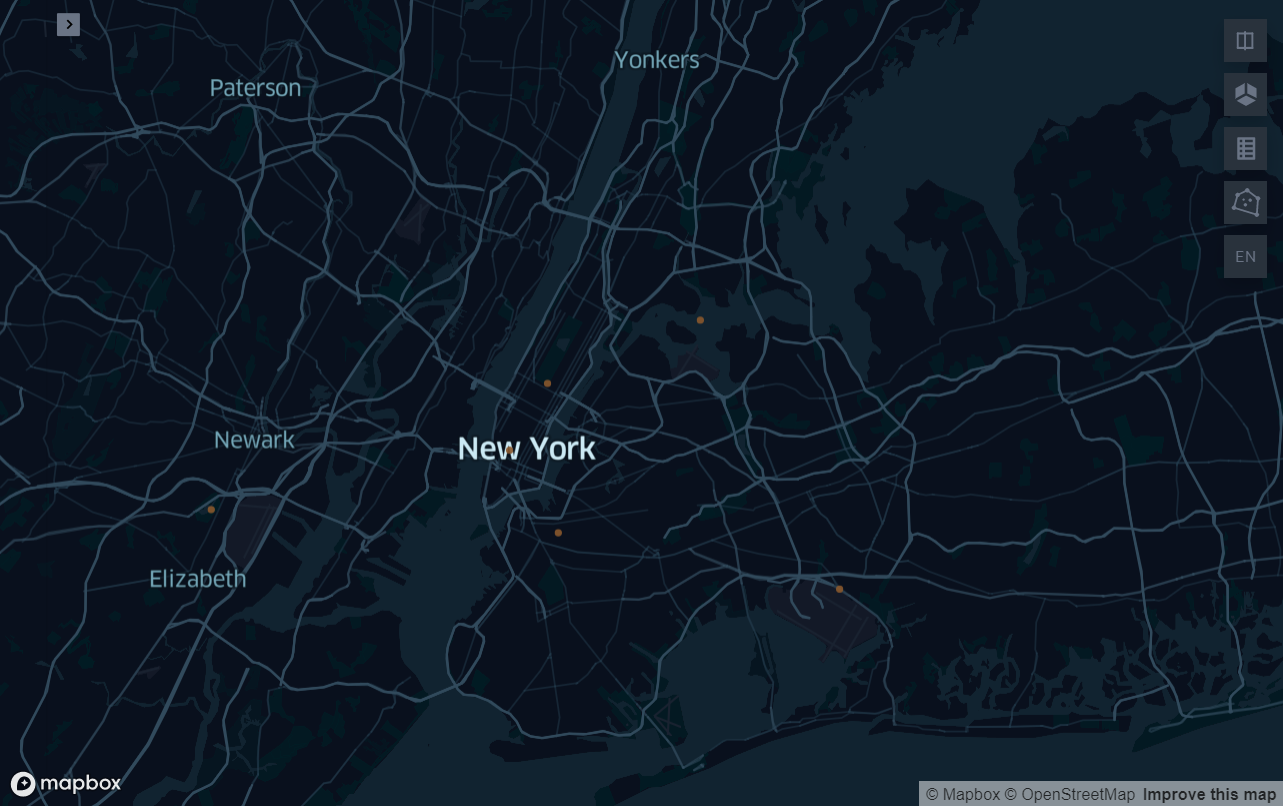 Yonkers
Paterson
EN
Newark
New York
Elizabeth
mapbox
© Mapbox © OpenStreetMap Improve this map